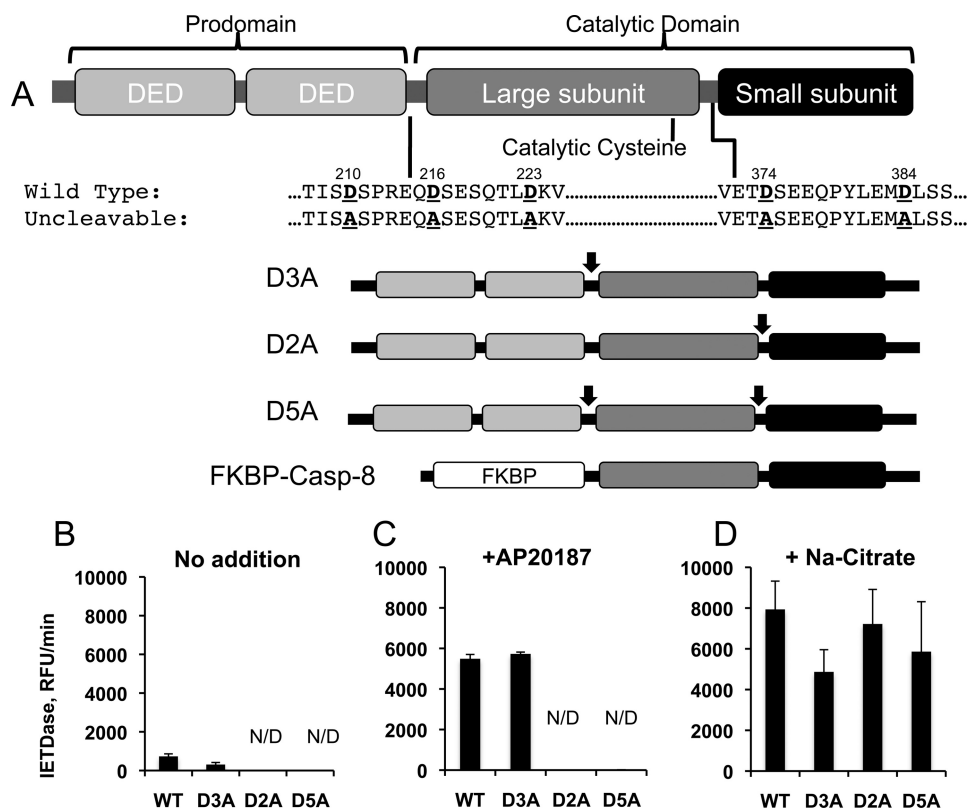 Prodomain
Catalytic Domain
A
DED
DED
Large subunit
Small subunit
Catalytic Cysteine
210 216 223 374 384
Wild Type: ...TISDSPREQDSESQTLDKV..............................VETDSEEQPYLEMDLSS...
Uncleavable: ...TISASPREQASESQTLAKV..............................VETASEEQPYLEMALSS...
D3A
D2A
D5A
FKBP-Casp-8
FKBP
B
No addition
IETDase, RFU/min
10000
8000
6000
4000
2000
0
N/D
N/D
WT D3A D2A D5A
C
+AP20187
10000
8000
6000
4000
2000
0
N/D
N/D
WT D3A D2A D5A
D
+ Na-Citrate
10000
8000
6000
4000
2000
0
WT D3A D2A D5A